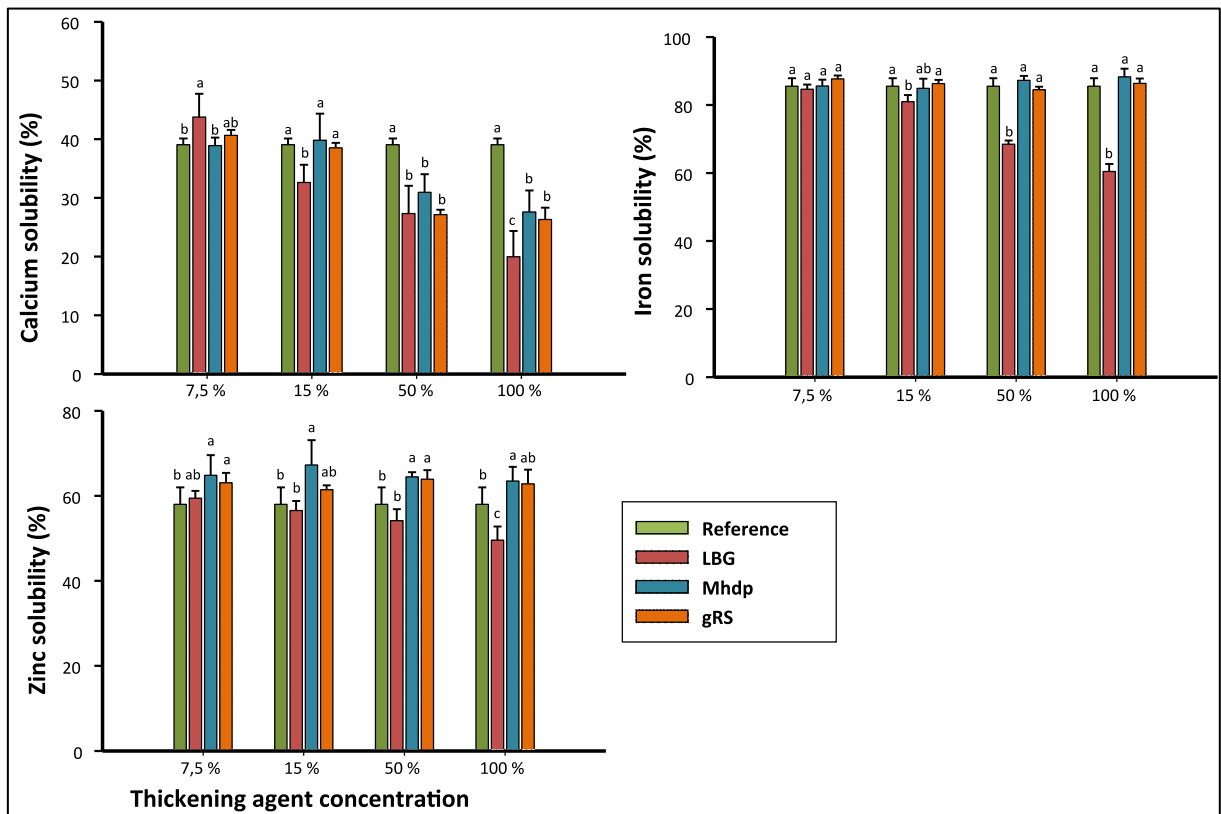 Calcium solubility (%)
60
50
40
30
20
10
0
b a b ab
a b a a
a b b b
a c b b
7,5 % 15 % 50 % 100 %
Iron solubility (%)
100
80
60
40
20
0
a a a a
a b ab a
a b a a
a b a a
7,5 % 15 % 50 % 100 %
Zinc solubility (%)
80
60
40
20
0
b ab a a
b b a ab
b b a a
b c a ab
7,5 % 15 % 50 % 100 %
Thickening agent concentration
Reference
LBG
Mhdp
gRS